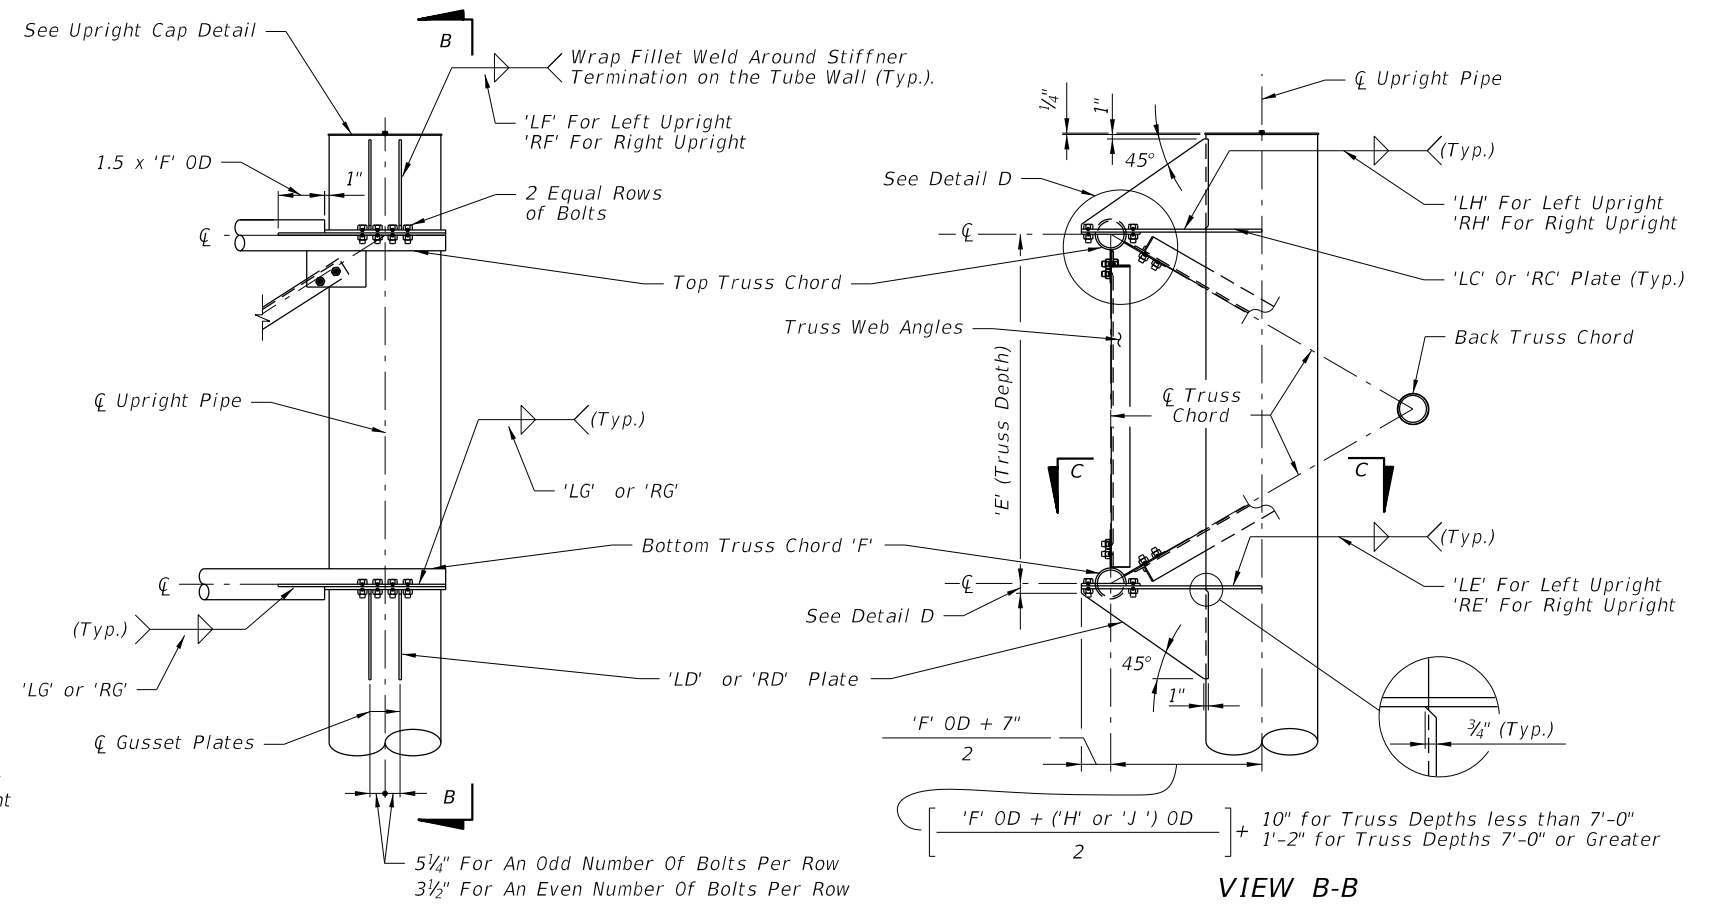 See Upright Cap Detail
B
Wrap Fillet Weld Around Stiffner
Termination on the Tube Wall (Typ.).
'LF' For Left Upright
'RF' For Right Upright
1.5 x 'F' OD
1"
2 Equal Rows
of Bolts
℄
Top Truss Chord
℄ Upright Pipe
(Typ.)
'LG' or 'RG'
Bottom Truss Chord 'F'
℄
(Typ.)
'LG' or 'RG'
'LD' or 'RD' Plate
℄ Gusset Plates
B
5¼" For An Odd Number Of Bolts Per Row
3½" For An Even Number Of Bolts Per Row
¼"
1"
℄ Upright Pipe
45°
(Typ.)
See Detail D
'LH' For Left Upright
'RH' For Right Upright
℄
'LC' Or 'RC' Plate (Typ.)
Truss Web Angles
Back Truss Chord
'E' (Truss Depth)
℄ Truss
Chord
C
C
(Typ.)
℄
'LE' For Left Upright
'RE' For Right Upright
See Detail D
45°
1"
'F' OD + 7"
2
¾" (Typ.)
'F' OD + ('H' or 'J ') OD
2
+
10" for Truss Depths less than 7'-0"
1'-2" for Truss Depths 7'-0" or Greater
VIEW B-B